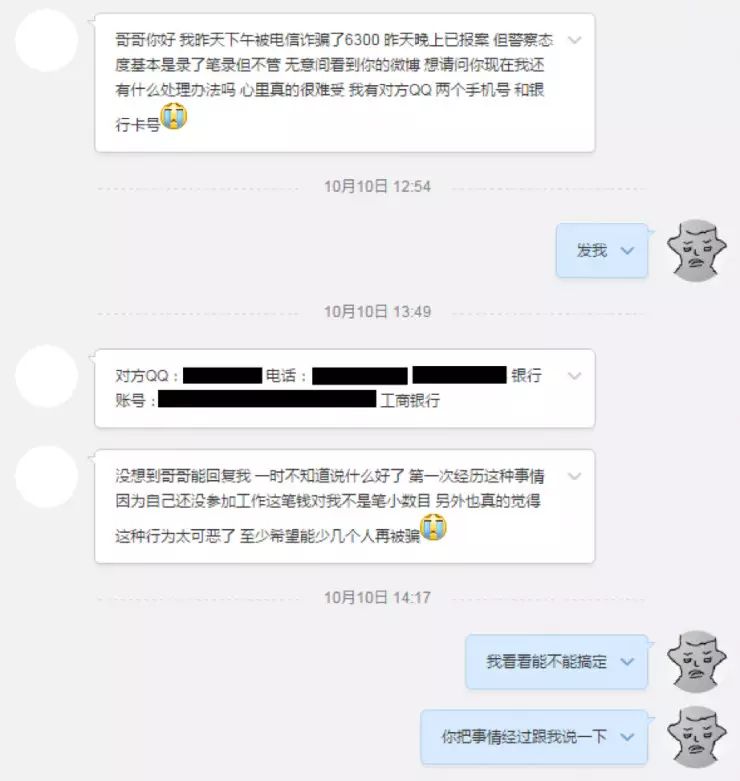 哥哥你好 我昨天下午被电信诈骗了6300 昨天晚上已报案 但警察态
度基本是录了笔录但不管 无意间看到你的微博 想请问你现在我还
有什么处理办法吗 心里真的很难受 我有对方QQ 两个手机号 和银
行卡号
10月10日 12:54
发我
10月10日 13:49
对方QQ： 电话： 银行
账号： 工商银行
没想到哥哥能回复我 一时不知道说什么好了 第一次经历这种事情
因为自己还没参加工作这笔钱对我不是笔小数目 另外也真的觉得
这种行为太可恶了 至少希望能少几个人再被骗
10月10日 14:17
我看看能不能搞定
你把事情经过跟我说一下